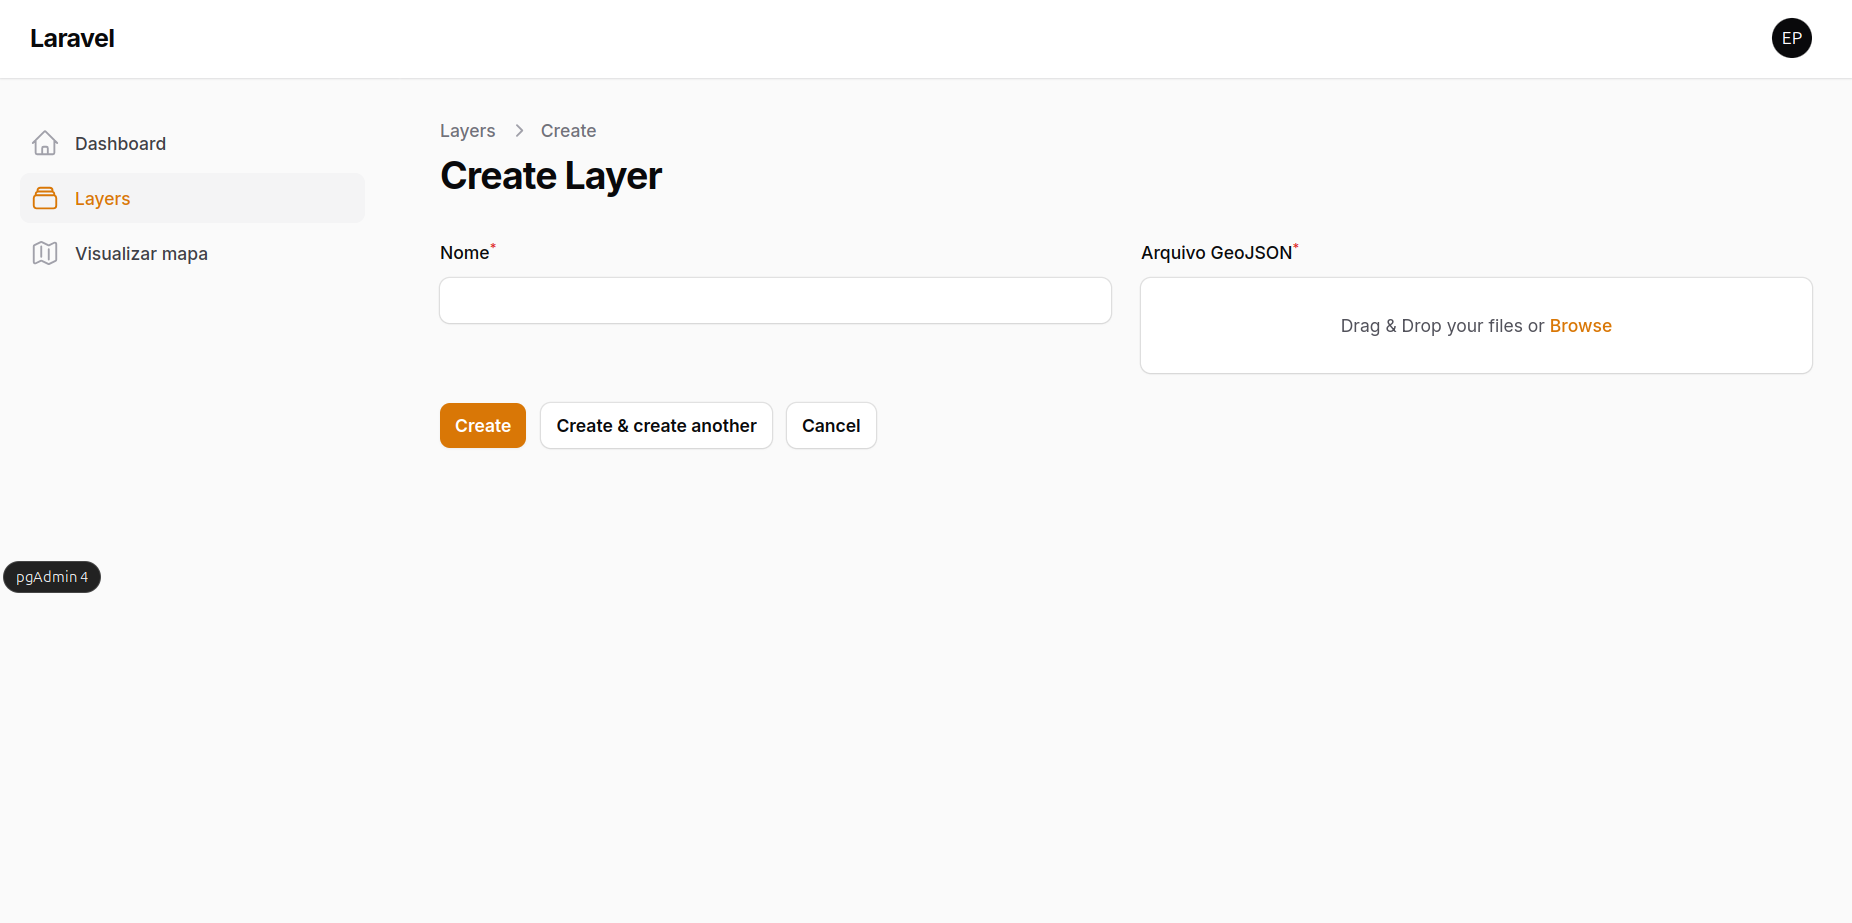 Laravel
EP
Dashboard
Layers
Visualizar mapa
Layers > Create
Create Layer
Nome*
Arquivo GeoJSON*
Drag & Drop your files or Browse
Create
Create & create another
Cancel
pgAdmin 4